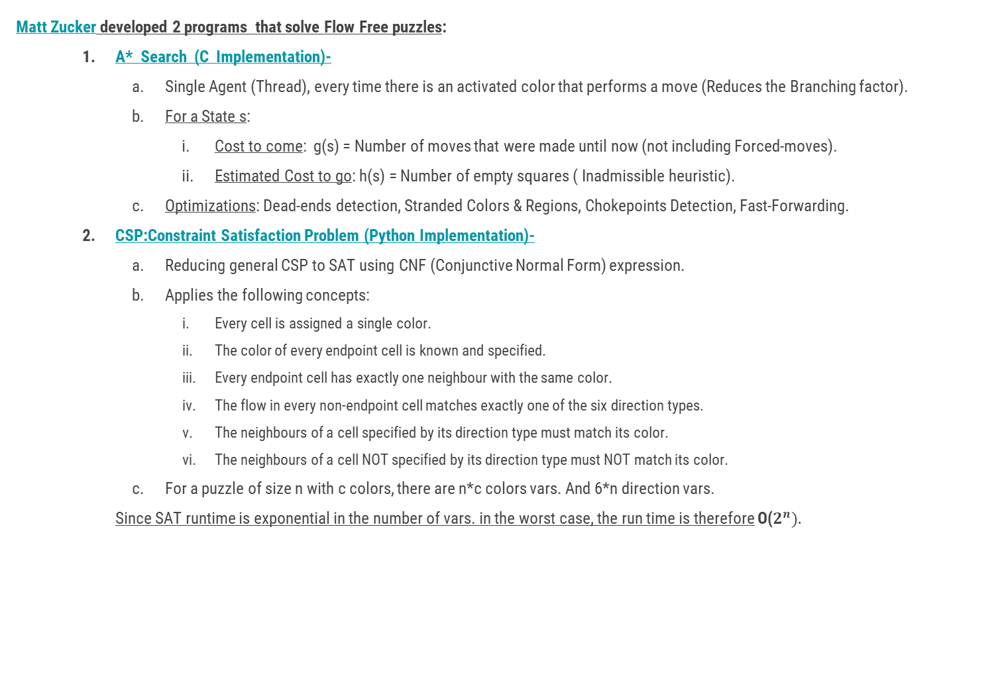 Matt Zucker developed 2 programs that solve Flow Free puzzles:
1. A* Search (C Implementation)-
a. Single Agent (Thread), every time there is an activated color that performs a move (Reduces the Branching factor).
b. For a State s:
i. Cost to come: g(s) = Number of moves that were made until now (not including Forced-moves).
ii. Estimated Cost to go: h(s) = Number of empty squares ( Inadmissible heuristic).
c. Optimizations: Dead-ends detection, Stranded Colors & Regions, Chokepoints Detection, Fast-Forwarding.
2. CSP:Constraint Satisfaction Problem (Python Implementation)-
a. Reducing general CSP to SAT using CNF (Conjunctive Normal Form) expression.
b. Applies the following concepts:
i. Every cell is assigned a single color.
ii. The color of every endpoint cell is known and specified.
iii. Every endpoint cell has exactly one neighbour with the same color.
iv. The flow in every non-endpoint cell matches exactly one of the six direction types.
v. The neighbours of a cell specified by its direction type must match its color.
vi. The neighbours of a cell NOT specified by its direction type must NOT match its color.
c. For a puzzle of size n with c colors, there are n*c colors vars. And 6*n direction vars.
Since SAT runtime is exponential in the number of vars. in the worst case, the run time is therefore O(2ⁿ).